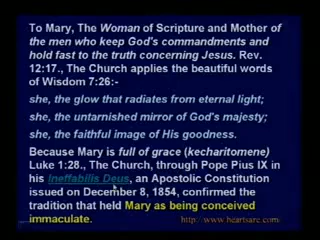 To Mary, The Woman of Scripture and Mother of
the men who keep God's commandments and
hold fast to the truth concerning Jesus. Rev.
12:17., The Church applies the beautiful words
of Wisdom 7:26:-
she, the glow that radiates from eternal light;
she, the untarnished mirror of God's majesty;
she, the faithful image of His goodness.
Because Mary is full of grace (kecharitomene)
Luke 1:28., The Church, through Pope Pius IX in
his Ineffabilis Deus, an Apostolic Constitution
issued on December 8, 1854, confirmed the
tradition that held Mary as being conceived
immaculate.
http://www.heartsare.com